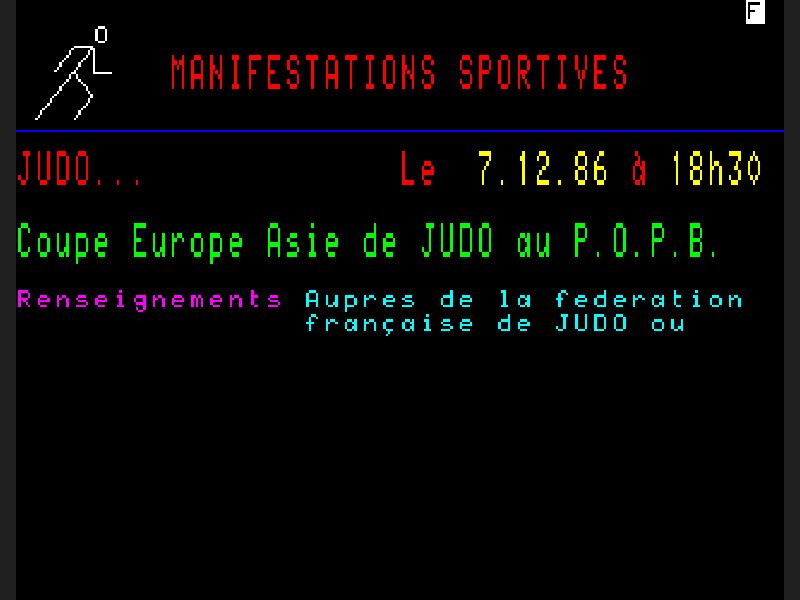 F
MANIFESTATIONS SPORTIVES
JUDO... Le 7.12.86 à 18h30
Coupe Europe Asie de JUDO au P.O.P.B.
Renseignements Aupres de la federation
française de JUDO ou